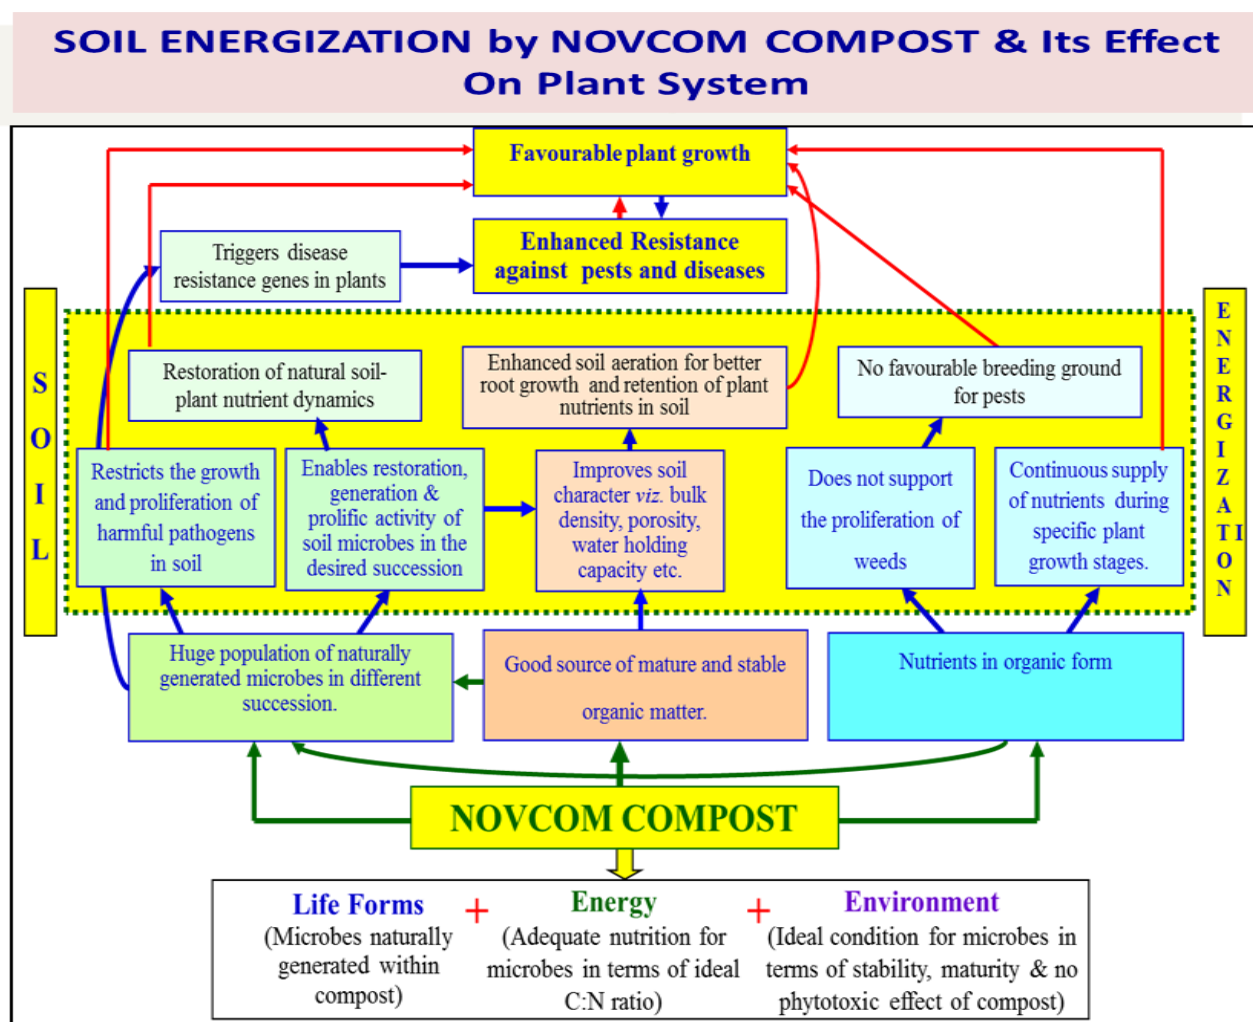 SOIL ENERGIZATION by NOVCOM COMPOST & Its Effect
On Plant System
Favourable plant growth
Enhanced Resistance
against pests and diseases
Triggers disease
resistance genes in plants
S
O
I
L
E
N
E
R
G
I
Z
A
T I
O
N
Restoration of natural soil-
plant nutrient dynamics
Enhanced soil aeration for better
root growth and retention of plant
nutrients in soil
No favourable breeding ground
for pests
Restricts the growth
and proliferation of
harmful pathogens
in soil
Enables restoration,
generation &
prolific activity of
soil microbes in the
desired succession
Improves soil
character viz. bulk
density, porosity,
water holding
capacity etc.
Does not support
the proliferation of
weeds
Continuous supply
of nutrients during
specific plant
growth stages.
Huge population of naturally
generated microbes in different
succession.
Good source of mature and stable
organic matter.
Nutrients in organic form
NOVCOM COMPOST
Life Forms
(Microbes naturally
generated within
compost)
+
Energy
(Adequate nutrition for
microbes in terms of ideal
C:N ratio)
+
Environment
(Ideal condition for microbes in
terms of stability, maturity & no
phytotoxic effect of compost)